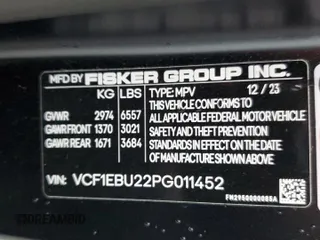 MFD BY FISKER GROUP INC.
KG LBS TYPE: MPV 12 / 23
GVWR 2974 6557 THIS VEHICLE CONFORMS TO
GAWR FRONT 1370 3021 ALL APPLICABLE FEDERAL MOTOR VEHICLE
GAWR REAR 1671 3684 SAFETY AND THEFT PREVENTION
STANDARDS IN EFFECT ON THE DATE OF
MANUFACTURE SHOWN ABOVE
VIN: VCF1EBU22PG011452